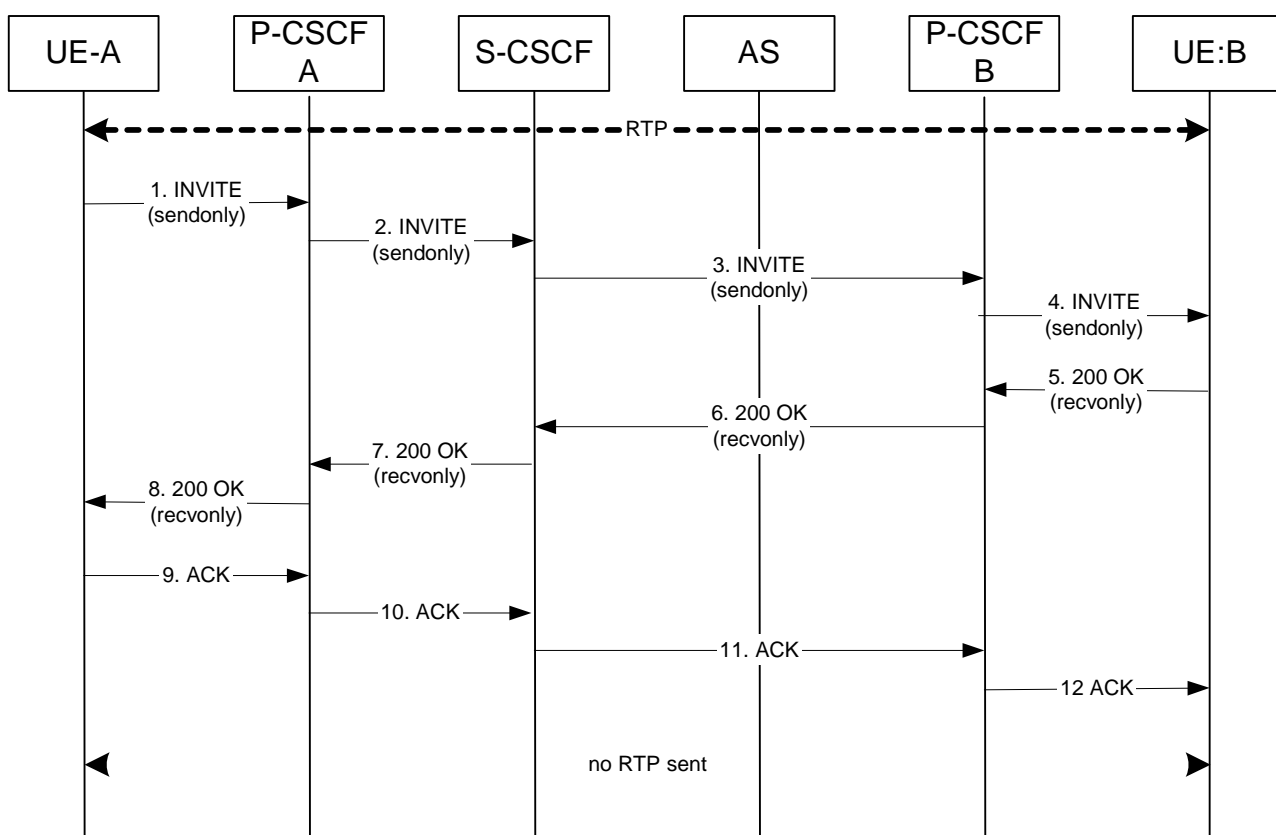 UE-A
P-CSCF
A
S-CSCF
AS
P-CSCF
B
UE:B
RTP
1. INVITE
(sendonly)
2. INVITE
(sendonly)
3. INVITE
(sendonly)
4. INVITE
(sendonly)
5. 200 OK
(recvonly)
6. 200 OK
(recvonly)
7. 200 OK
(recvonly)
8. 200 OK
(recvonly)
9. ACK
10. ACK
11. ACK
12 ACK
no RTP sent